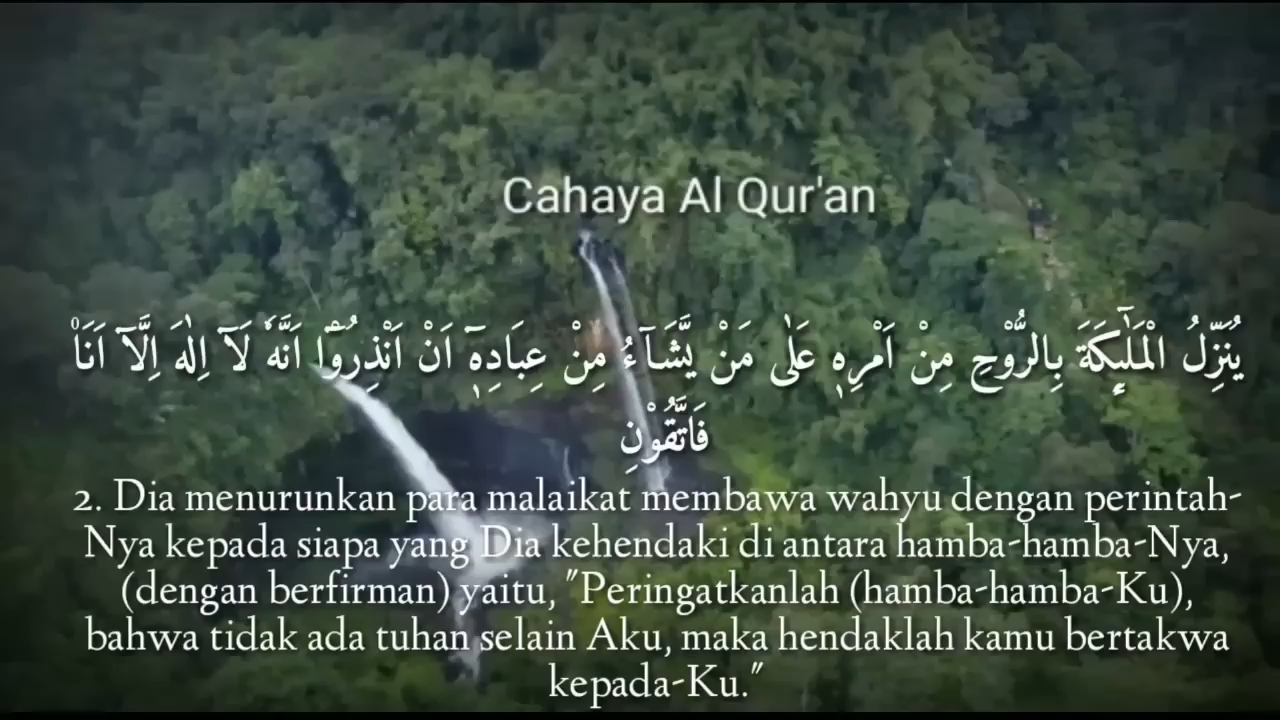 Cahaya Al Qur'an
يُنَزِّلُ الْمَلٰۤىِٕكَةَ بِالرُّوْحِ مِنْ اَمْرِهٖ عَلٰى مَنْ يَّشَاۤءُ مِنْ عِبَادِهٖٓ اَنْ اَنْذِرُوْٓا اَنَّهٗ لَآ اِلٰهَ اِلَّآ اَنَا۠
فَاتَّقُوْنِ
2. Dia menurunkan para malaikat membawa wahyu dengan perintah-
Nya kepada siapa yang Dia kehendaki di antara hamba-hamba-Nya,
(dengan berfirman) yaitu, "Peringatkanlah (hamba-hamba-Ku),
bahwa tidak ada tuhan selain Aku, maka hendaklah kamu bertakwa
kepada-Ku."